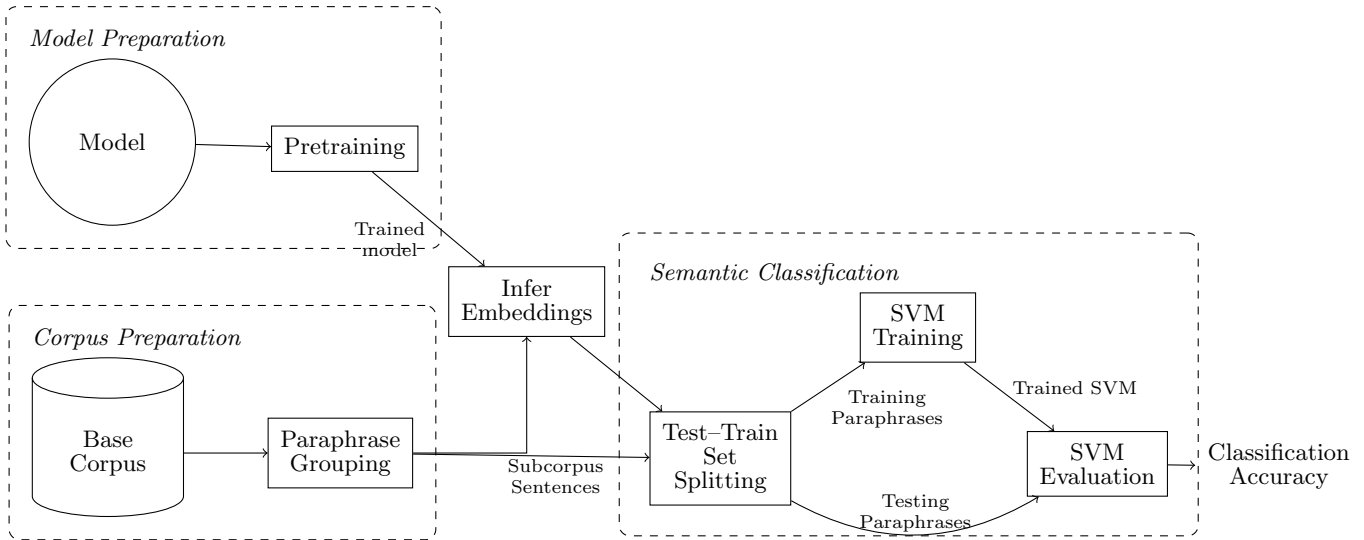 Model Preparation
Model
Pretraining
Trained
model
Infer
Embeddings
Corpus Preparation
Base
Corpus
Paraphrase
Grouping
Subcorpus
Sentences
Semantic Classification
Test–Train
Set
Splitting
SVM
Training
Training
Paraphrases
Trained SVM
Testing
Paraphrases
SVM
Evaluation
Classification
Accuracy